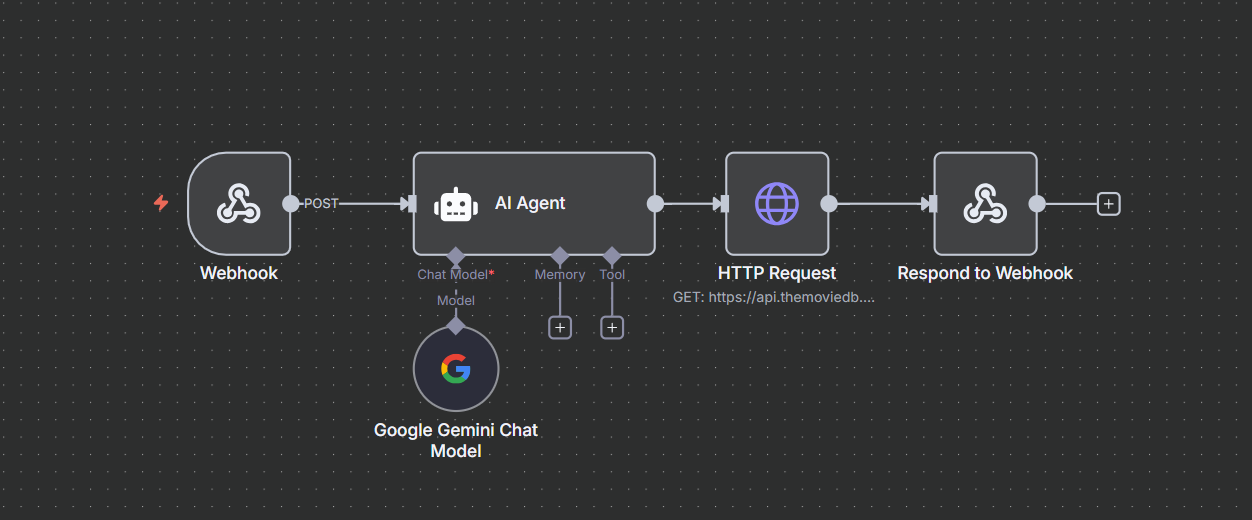 POST
AI Agent
Webhook
Chat Model*
Memory
Tool
HTTP Request
Respond to Webhook
GET: https://api.themoviedb....
Model
Google Gemini Chat
Model